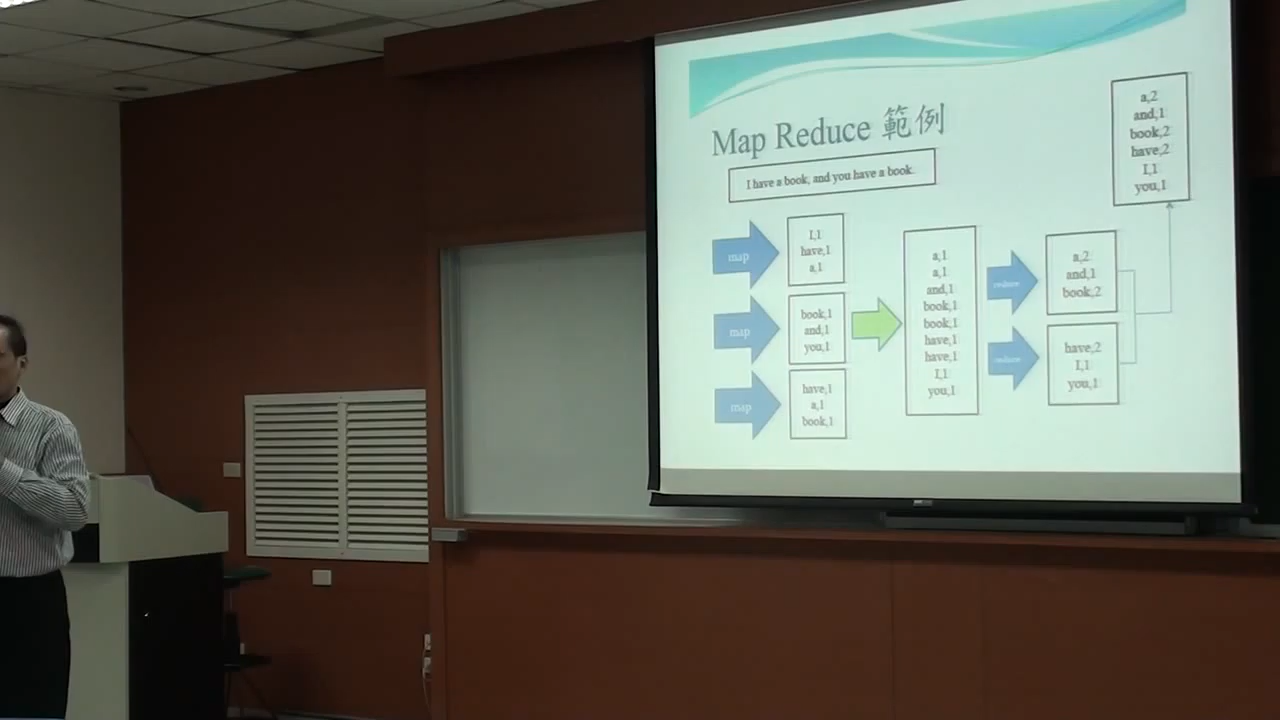 Map Reduce 範例
I have a book, and you have a book.
map
I,1
have,1
a,1
map
book,1
and,1
you,1
map
have,1
a,1
book,1
a,1
a,1
and,1
book,1
book,1
have,1
have,1
I,1
you,1
reduce
a,2
and,1
book,2
reduce
have,2
I,1
you,1
a,2
and,1
book,2
have,2
I,1
you,1